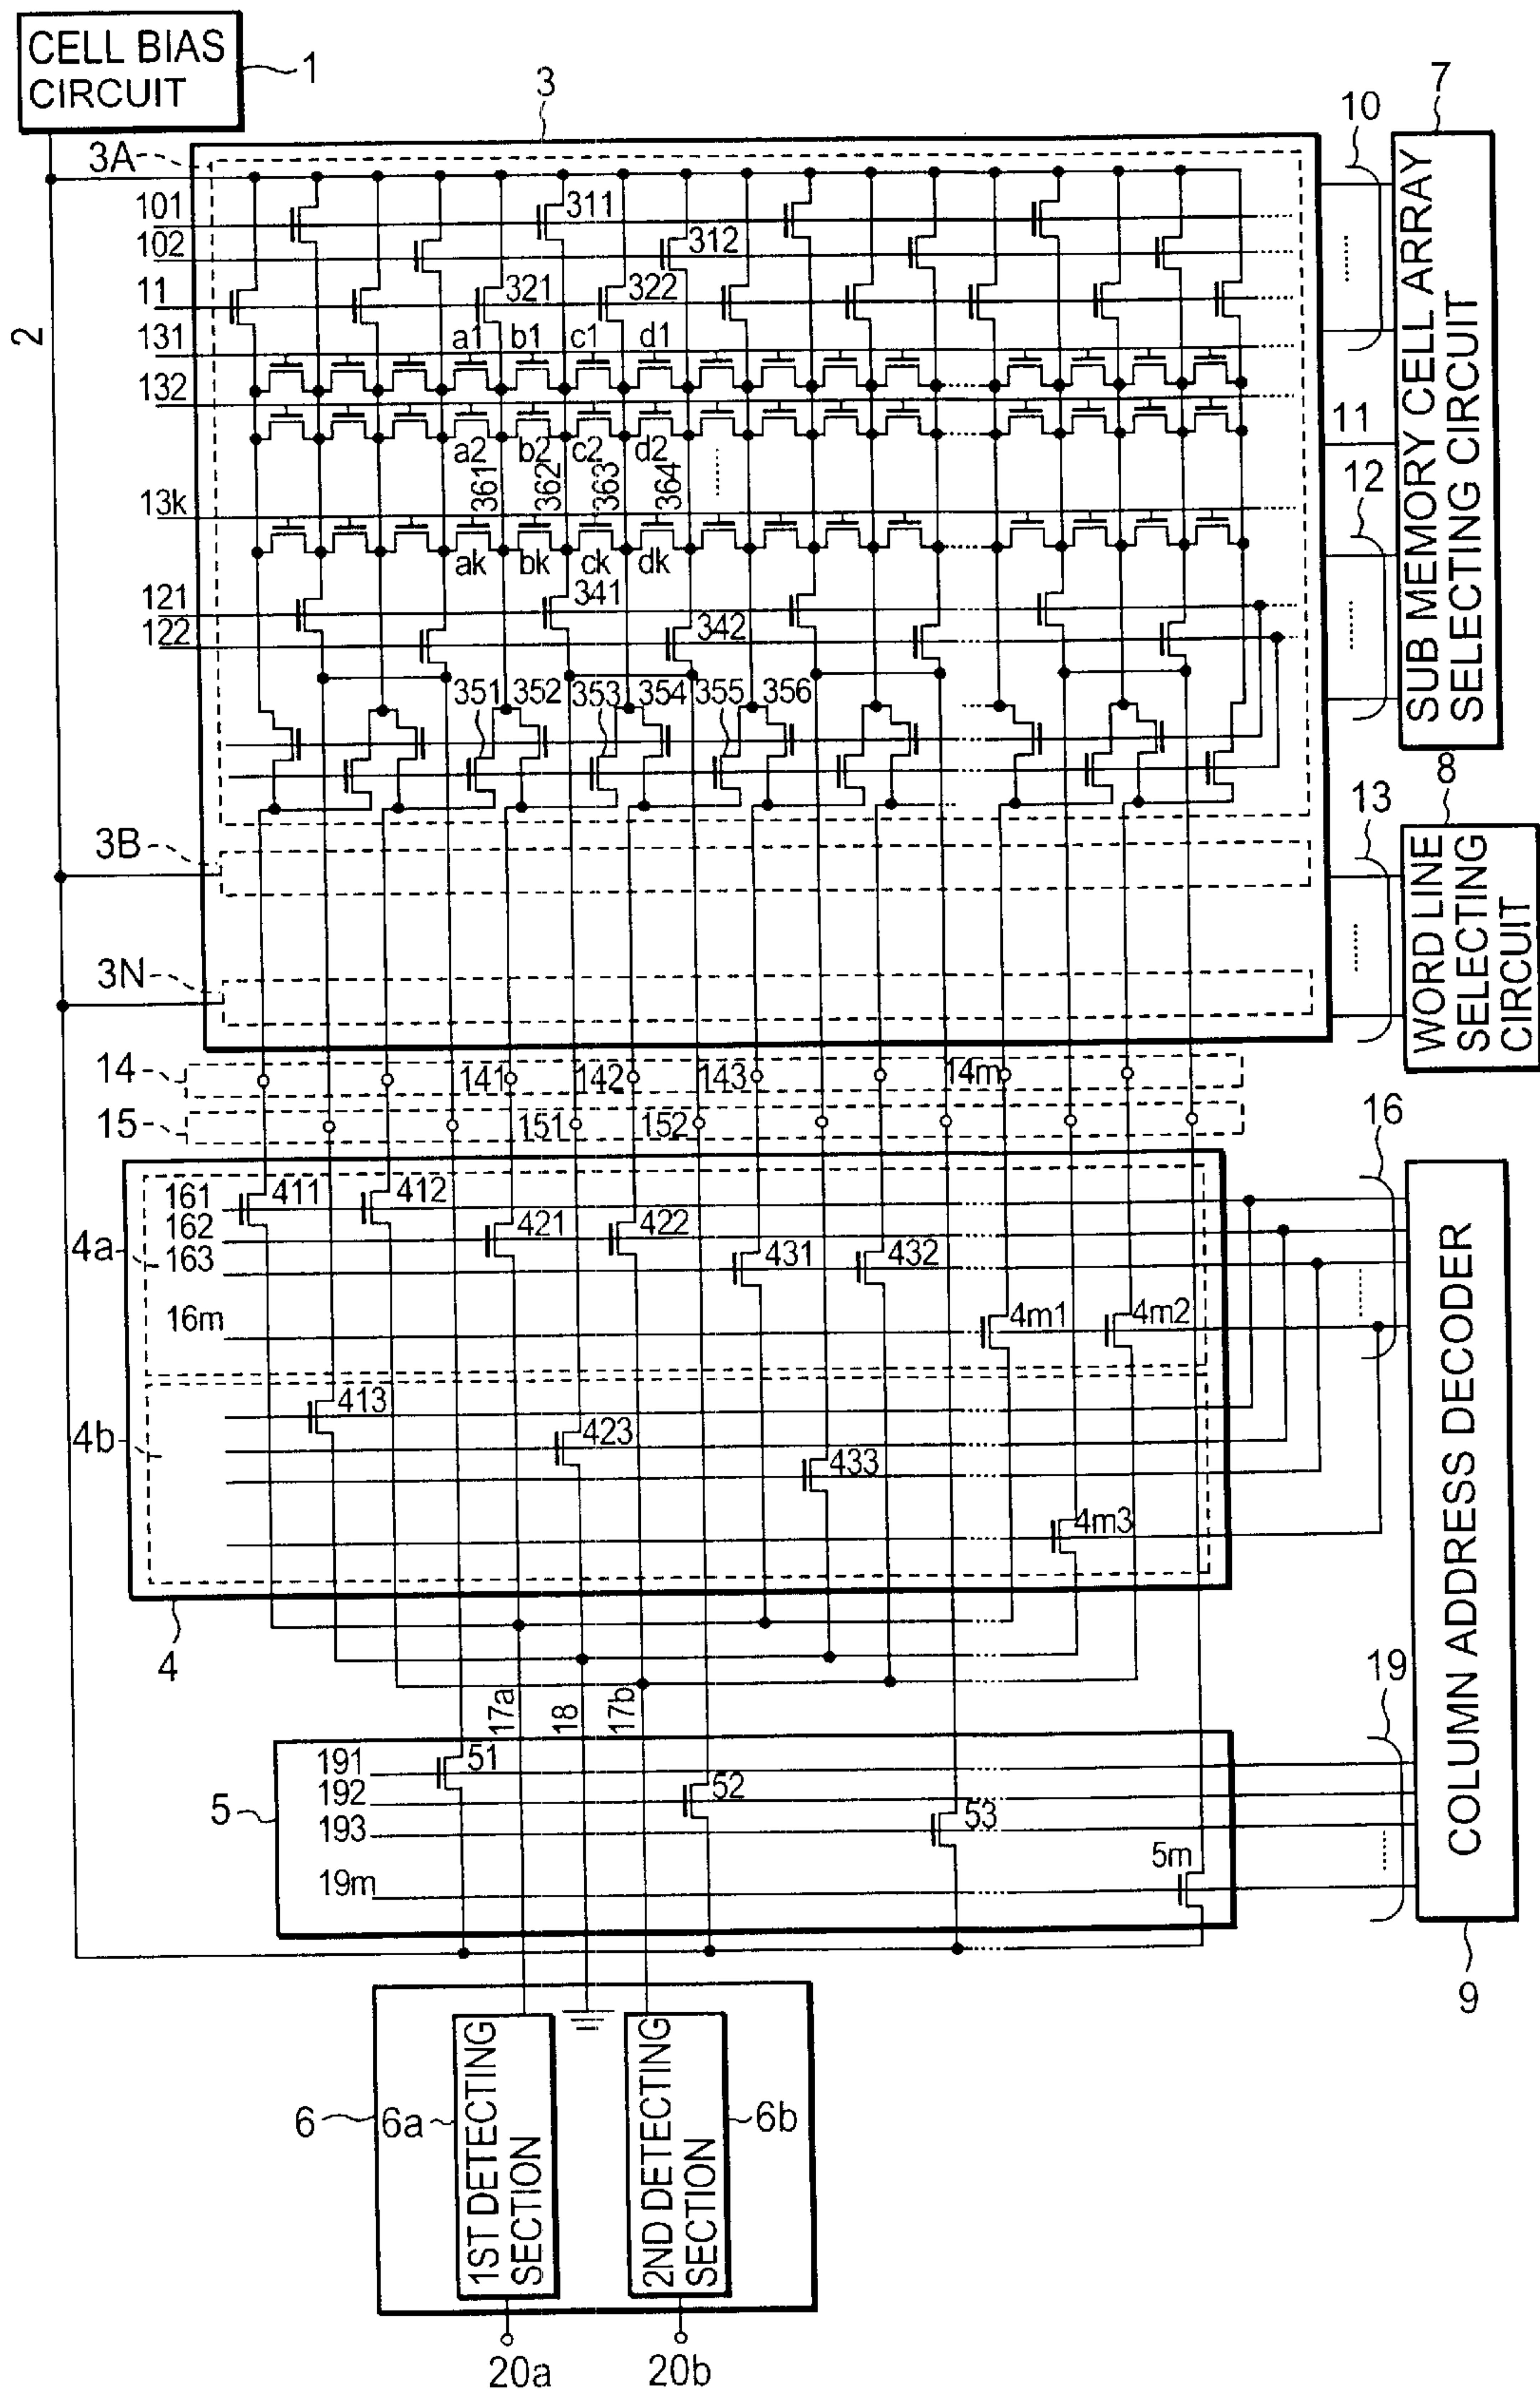 CELL BIAS
CIRCUIT
1
2
3
3A
101
102
11
131
132
13k
121
122
311
312
321
322
a1
b1
c1
d1
a2
b2
c2
d2
361
362
363
364
ak
bk
ck
dk
341
342
351
352
353
354
355
356
3B
3N
10
7
SUB MEMORY CELL ARRAY
SELECTING CIRCUIT
11
12
8
13
WORD LINE
SELECTING
CIRCUIT
14
141
142
143
14m
15
151
152
16
161
162
163
16m
4a
411
412
421
422
431
432
4m1
4m2
4b
413
423
433
4m3
4
17a
18
17b
19
COLUMN ADDRESS DECODER
9
5
191
192
193
19m
51
52
53
5m
6
6a
1ST DETECTING
SECTION
2ND DETECTING
SECTION
6b
20a
20b